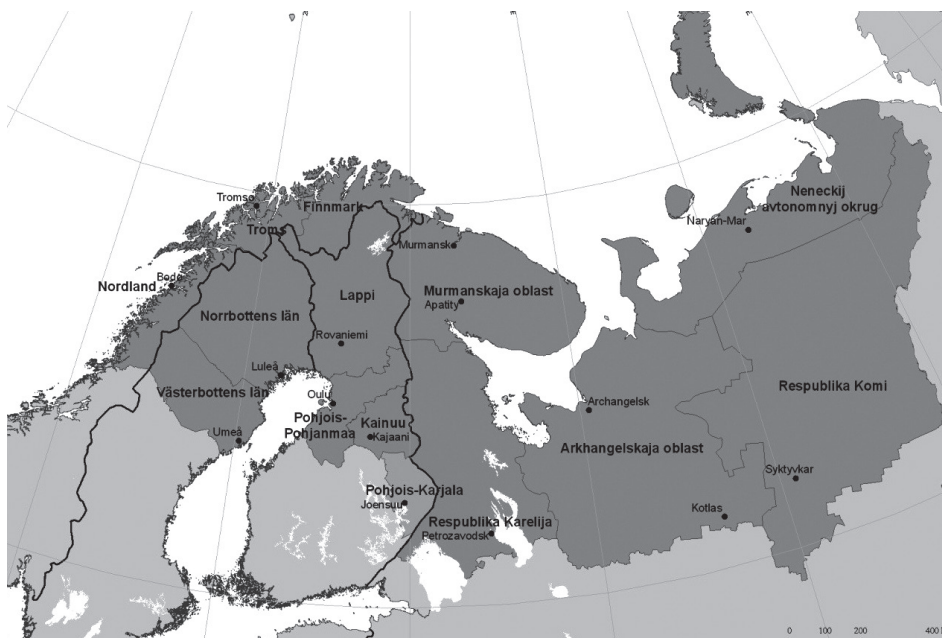 Tromsø
Finnmark
Troms
Neneckij
avtonomnyj okrug
Naryan-Mar
Murmansk
Bodø
Nordland
Lappi
Murmanskaja oblast
Apatity
Norrbottens län
Rovaniemi
Luleå
Västerbottens län
Oulu
Respublika Komi
Archangelsk
Pohjois-
Pohjanmaa
Kainuu
Kajaani
Umeå
Arkhangelskaja oblast
Syktyvkar
Pohjois-Karjala
Joensuu
Kotlas
Respublika Karelija
Petrozavodsk
0 100 200 400